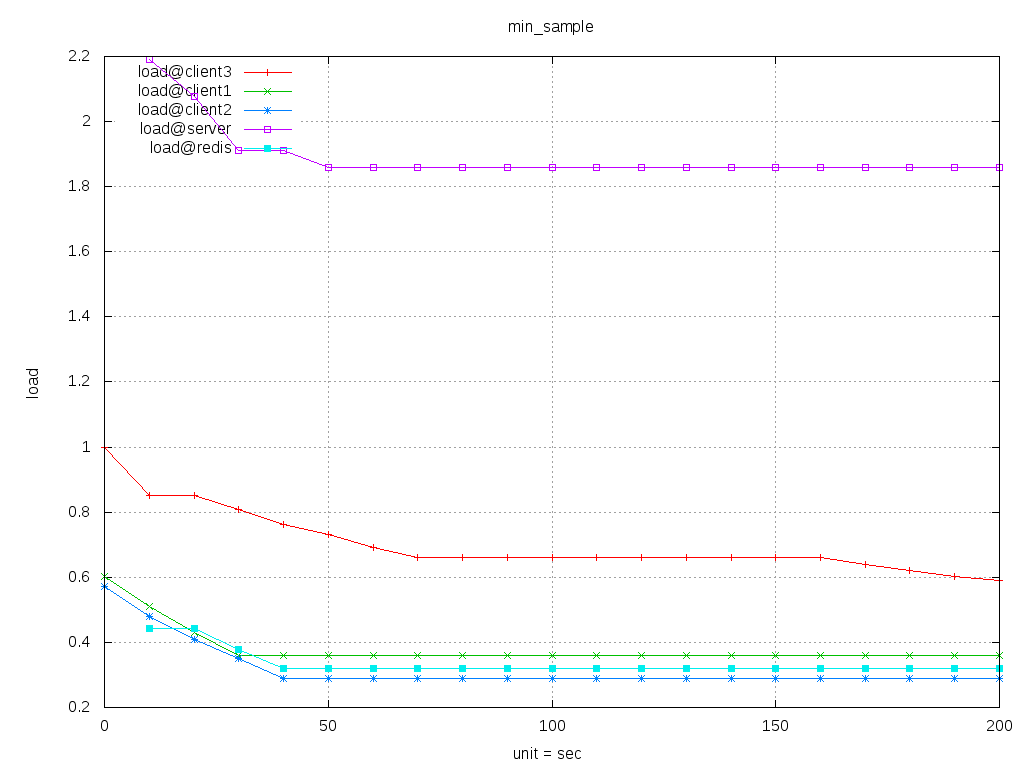 min_sample
2.2
2
1.8
1.6
1.4
1.2
1
0.8
0.6
0.4
0.2
load
load@client3
load@client1
load@client2
load@server
load@redis
0 50 100 150 200
unit = sec